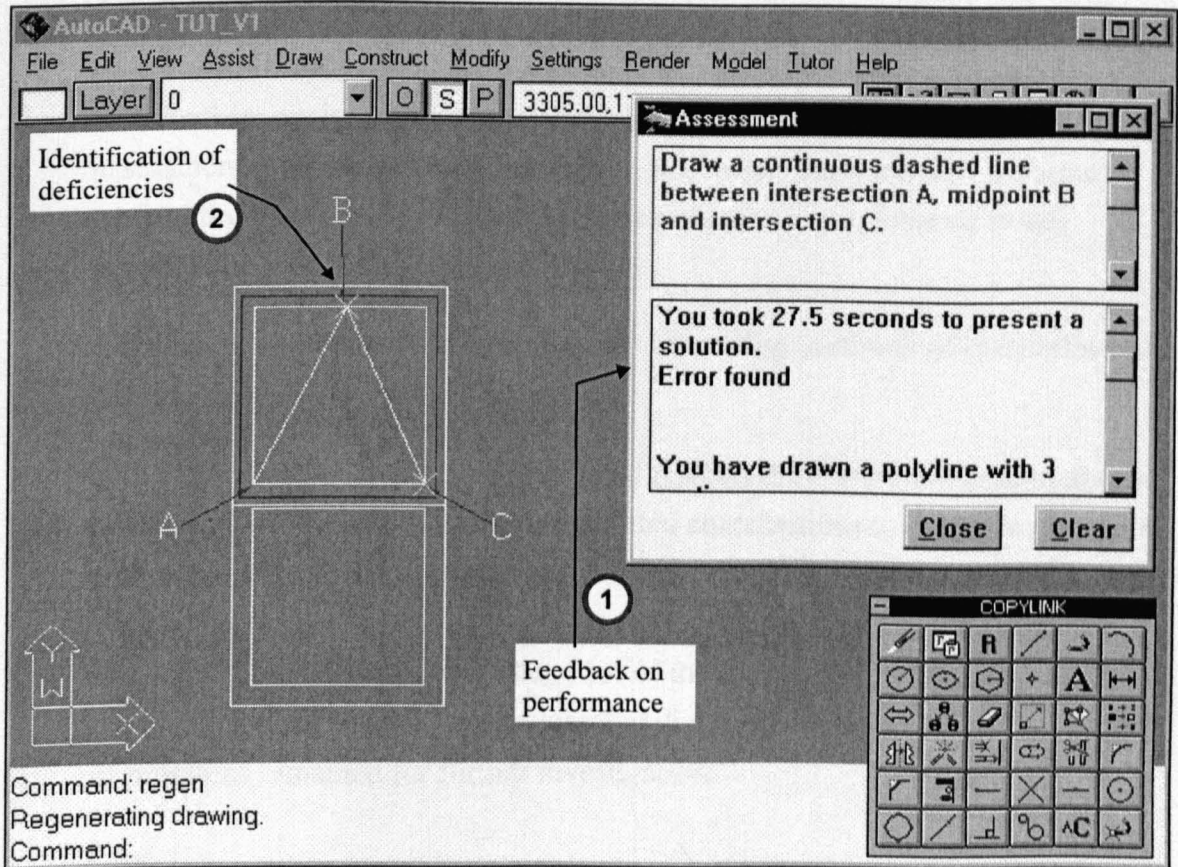 AutoCAD - TUT_V1
File Edit View Assist Draw Construct Modify Settings Render Model Tutor Help
Layer 0 O S P 3305.00,1
Identification of
deficiencies
2
B
A
C
Assessment
Draw a continuous dashed line
between intersection A, midpoint B
and intersection C.
You took 27.5 seconds to present a
solution.
Error found
You have drawn a polyline with 3
Close Clear
1
Feedback on
performance
COPYLINK
R
A
^C
Y
W
X
Command: regen
Regenerating drawing.
Command: